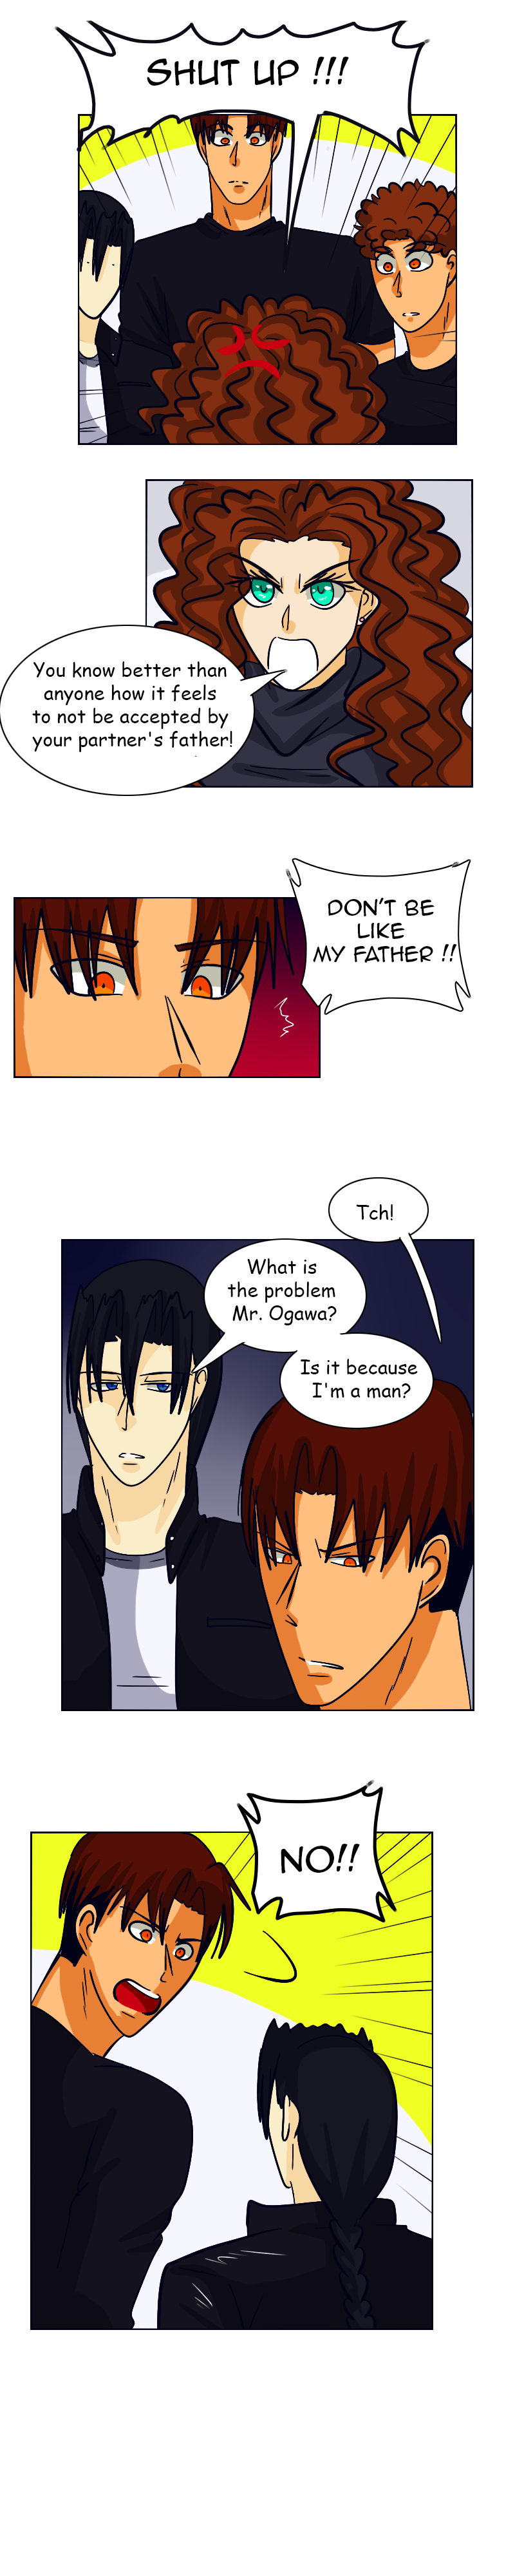 SHUT UP !!!
You know better than
anyone how it feels
to not be accepted by
your partner's father!
DON'T BE
LIKE
MY FATHER !!
Tch!
What is
the problem
Mr. Ogawa?
Is it because
I'm a man?
NO!!